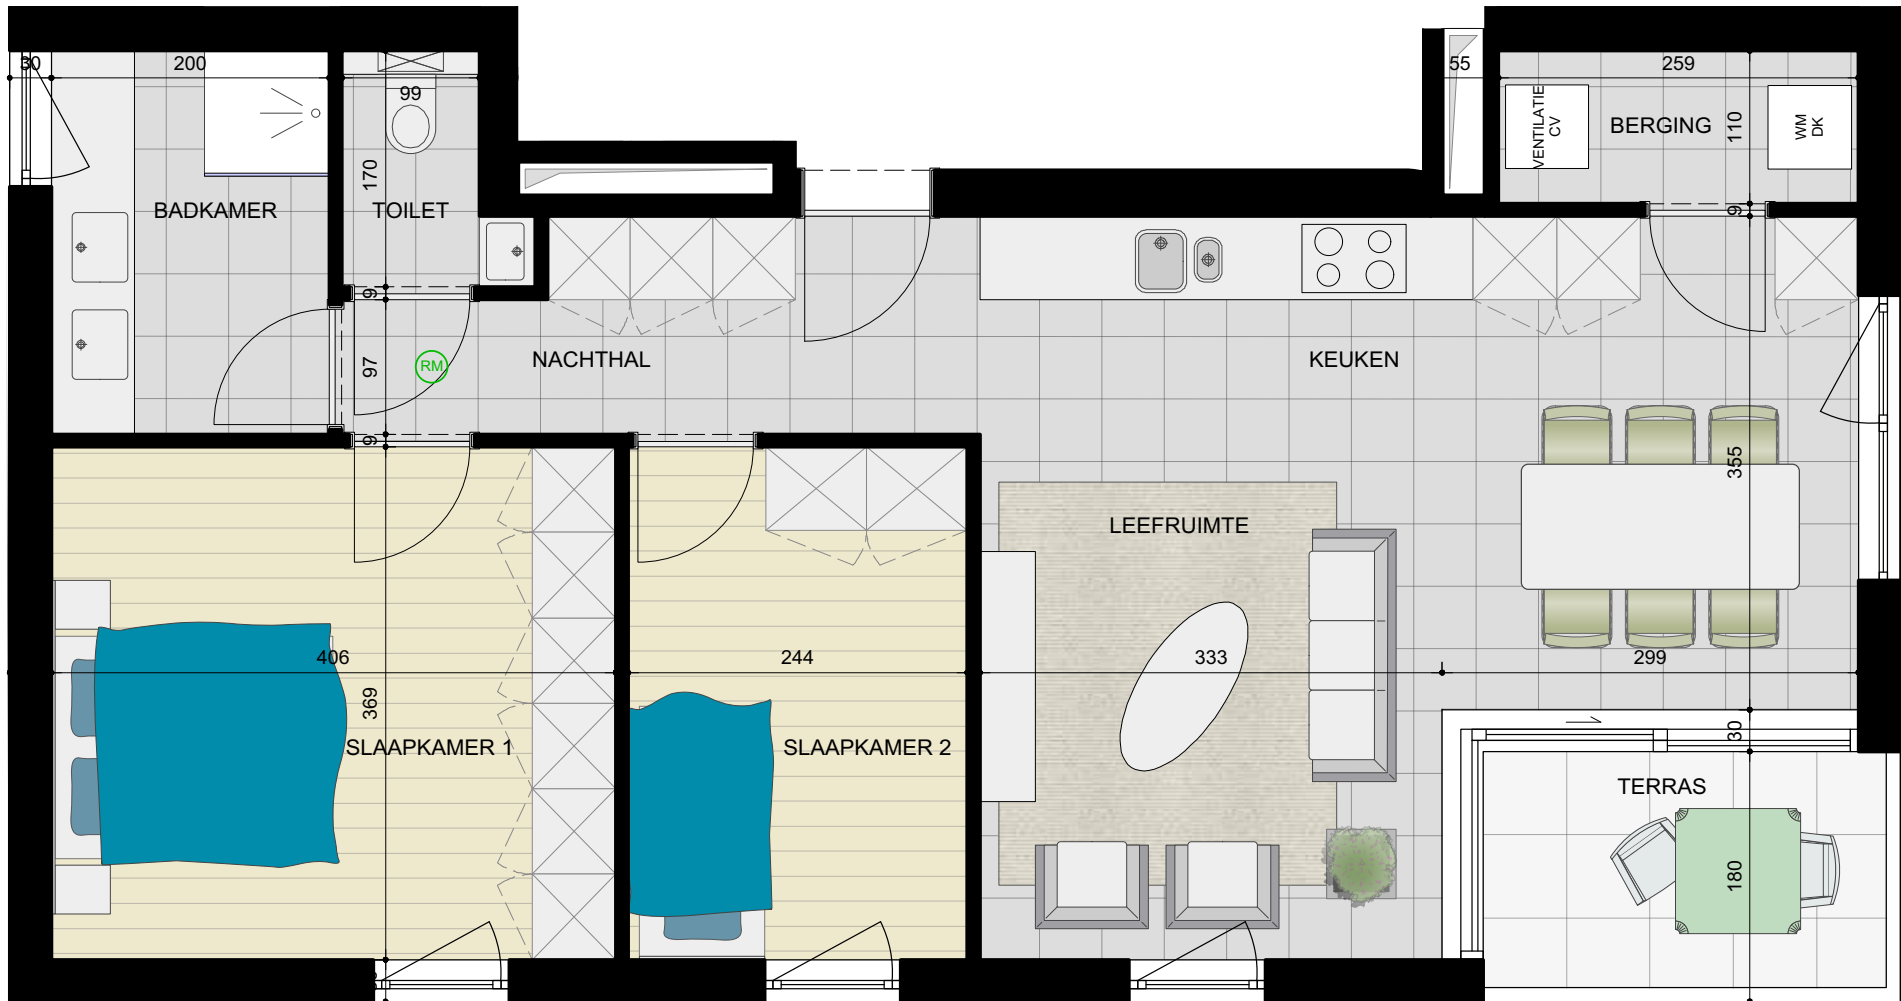 30
200
99
55
259
VENTILATIE
CV
BERGING
110
WM
DK
170
BADKAMER
TOILET
9
9
NACHTHAL
KEUKEN
97
RM
9
355
LEEFRUIMTE
406
244
333
299
369
30
SLAAPKAMER 1
SLAAPKAMER 2
TERRAS
180